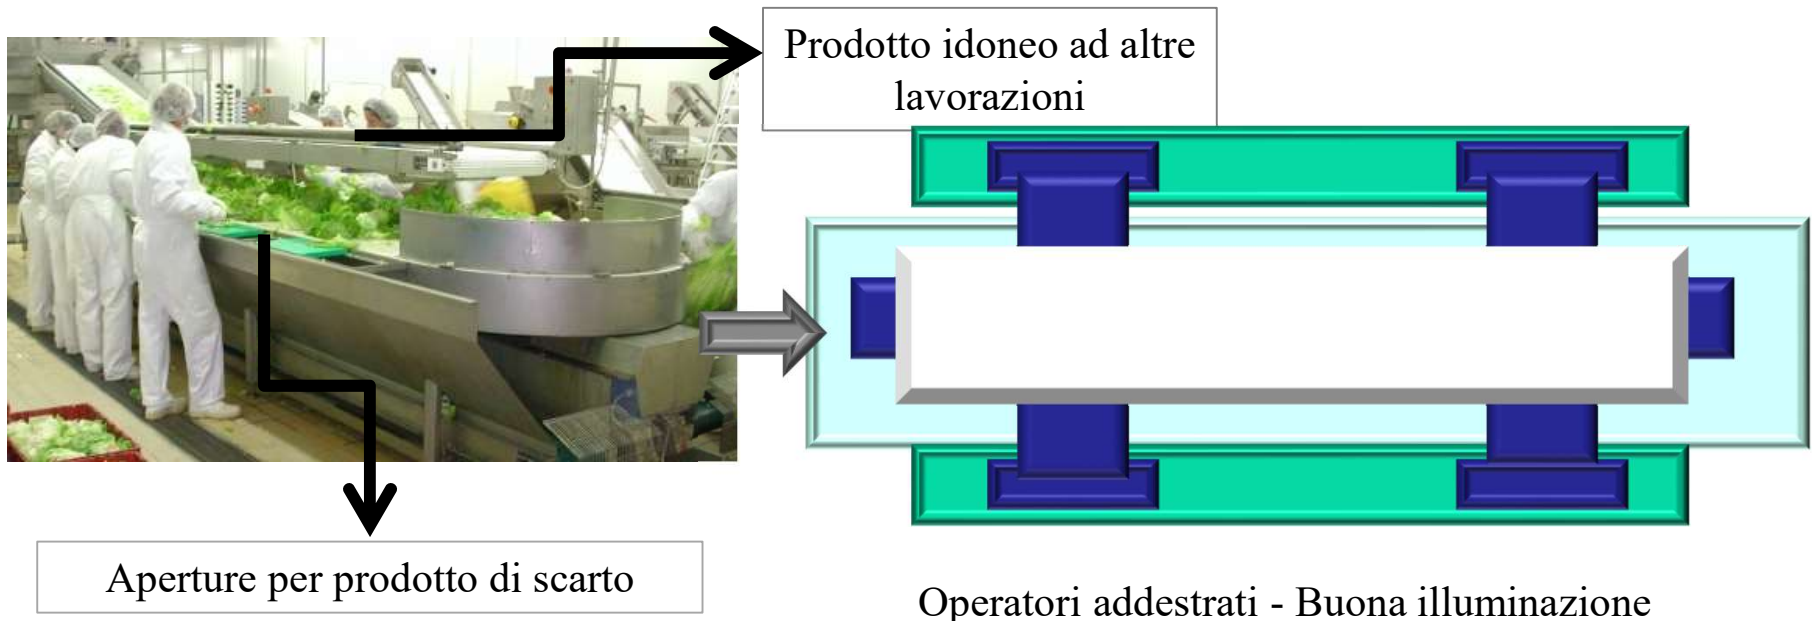 Prodotto idoneo ad altre
lavorazioni
Aperture per prodotto di scarto
Operatori addestrati - Buona illuminazione